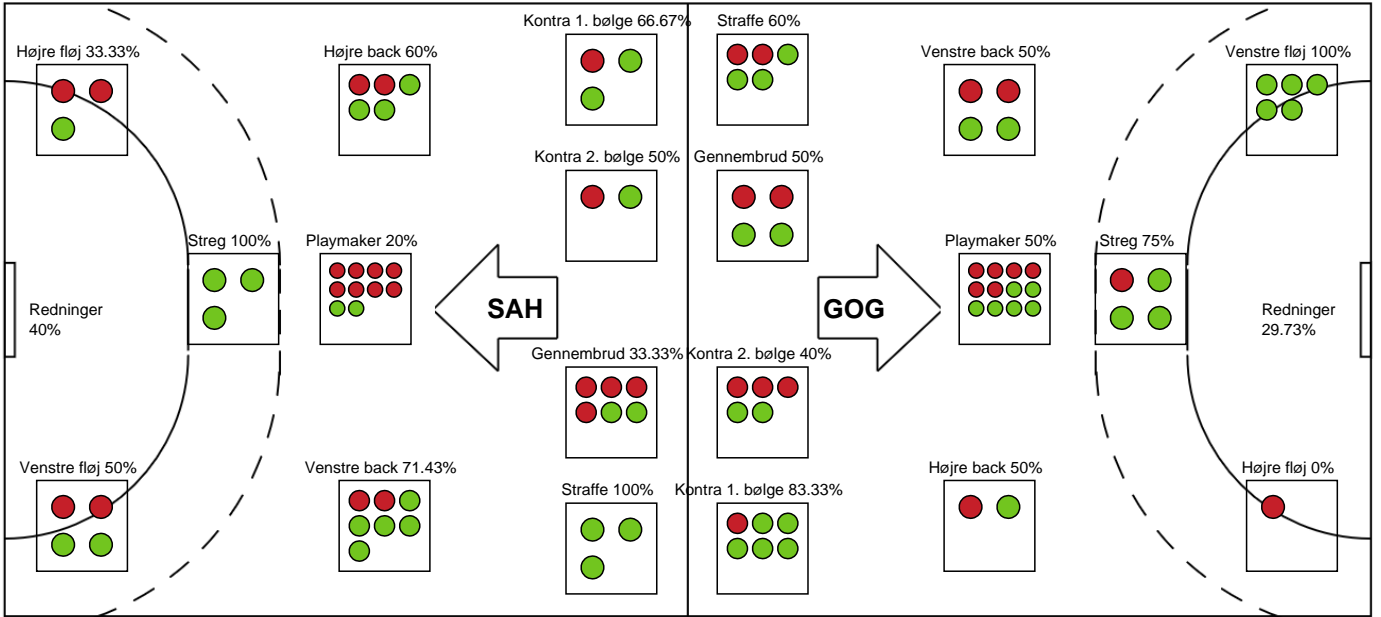 Kontra 1. bølge 66.67%
Straffe 60%
Højre fløj 33.33%
Højre back 60%
Venstre back 50%
Venstre fløj 100%
Kontra 2. bølge 50%
Gennembrud 50%
Streg 100%
Playmaker 20%
Playmaker 50%
Streg 75%
Redninger
40%
SAH
GOG
Redninger
29.73%
Gennembrud 33.33%
Kontra 2. bølge 40%
Venstre fløj 50%
Venstre back 71.43%
Højre back 50%
Højre fløj 0%
Straffe 100%
Kontra 1. bølge 83.33%